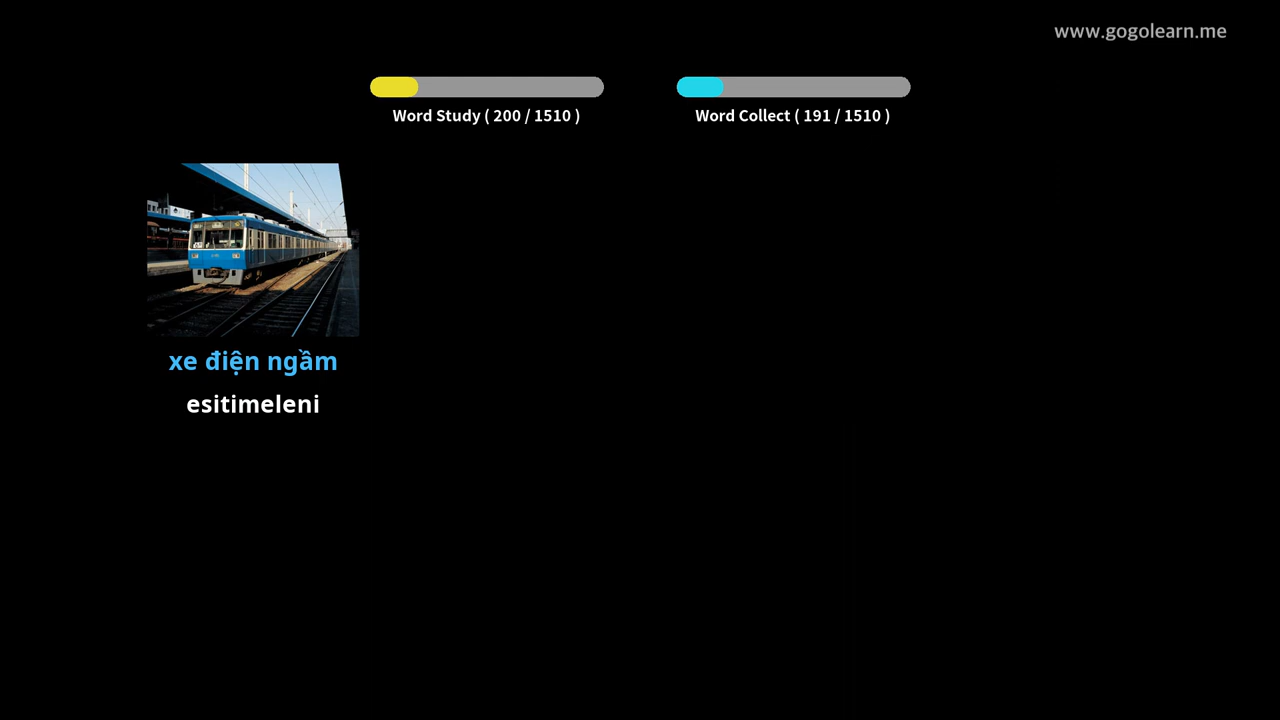 www.gogolearn.me
Word Study ( 200 / 1510 )
Word Collect ( 191 / 1510 )
xe điện ngầm
esitimeleni